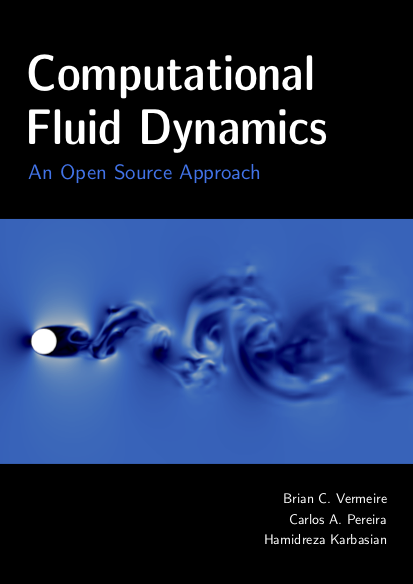 Computational
Fluid Dynamics
An Open Source Approach
Brian C. Vermeire
Carlos A. Pereira
Hamidreza Karbasian